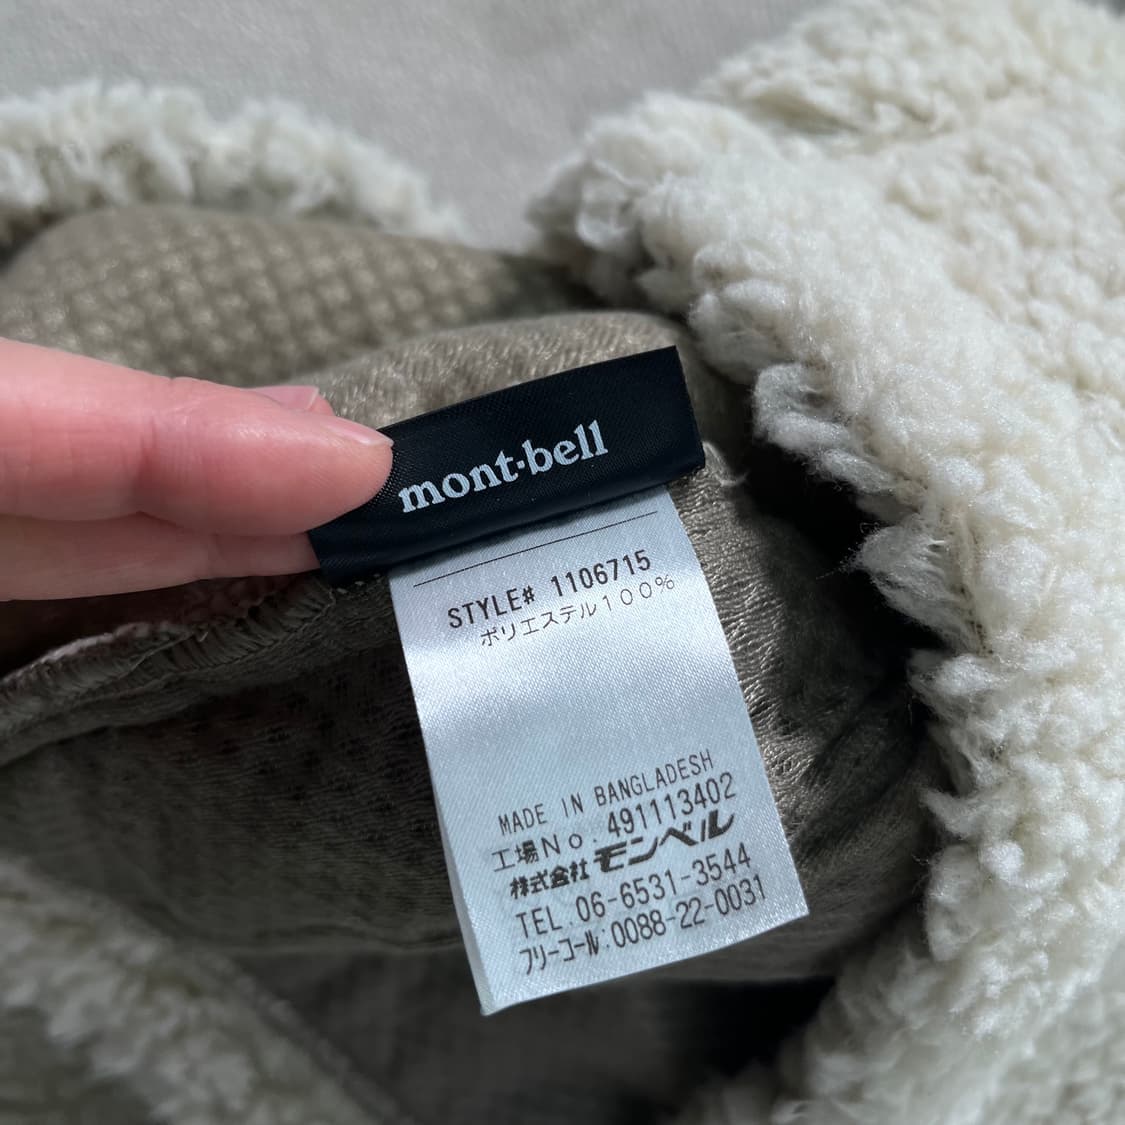 mont·bell
STYLE# 1106715
ポリエステル１００％
MADE IN BANGLADESH
工場Ｎｏ. 491113402
株式会社 モンベル
TEL.06-6531-3544
フリーコール:0088-22-0031